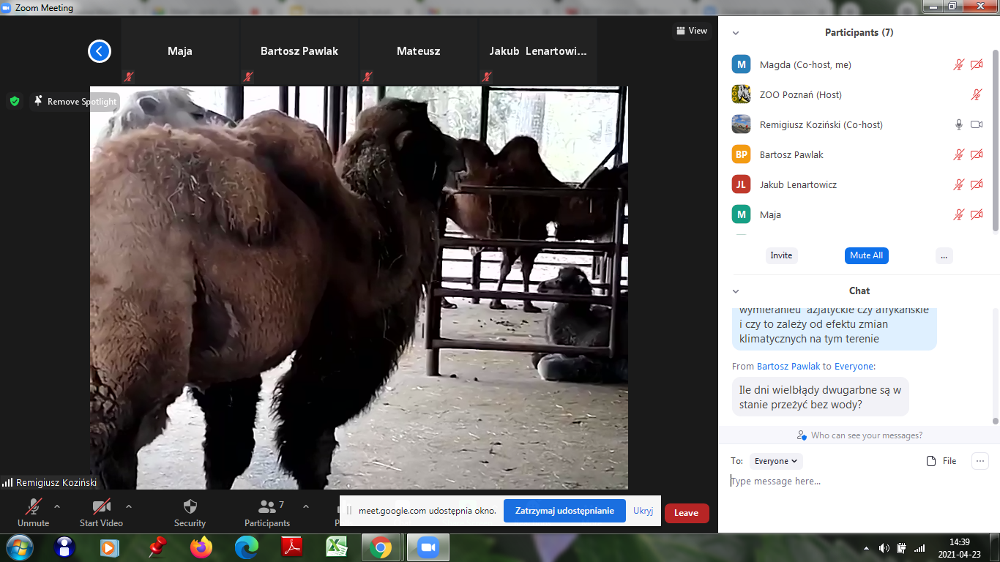 Zoom Meeting
View
Maja
Bartosz Pawlak
Mateusz
Jakub Lenartowi...
Remove Spotlight
Remigiusz Koziński
Participants (7)
M Magda (Co-host, me)
ZOO Poznań (Host)
Remigiusz Koziński (Co-host)
BP Bartosz Pawlak
JL Jakub Lenartowicz
M Maja
Invite
Mute All
...
Chat
wymieranieu azjatyckie czy afrykańskie
i czy to zależy od efektu zmian
klimatycznych na tym terenie
From Bartosz Pawlak to Everyone:
Ile dni wielbłądy dwugarbne są w
stanie przeżyć bez wody?
Who can see your messages?
To: Everyone
File
Type message here...
Unmute
Start Video
Security
7
Participants
meet.google.com udostępnia okno.
Zatrzymaj udostępnianie
Ukryj
Leave
14:39
2021-04-23